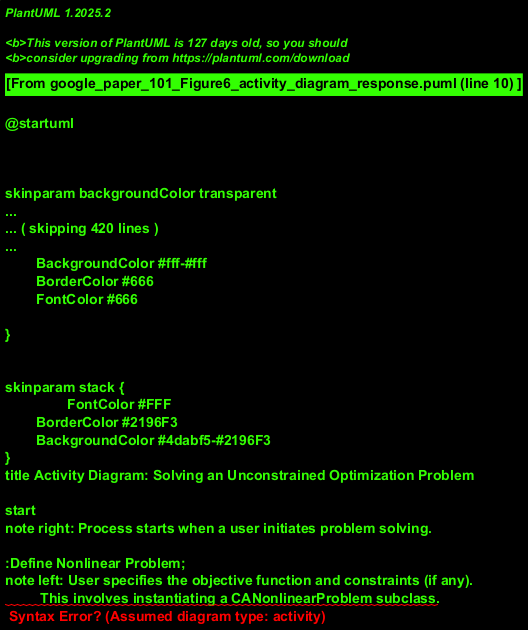 PlantUML 1.2025.2
<b>This version of PlantUML is 127 days old, so you should
<b>consider upgrading from https://plantuml.com/download
[From google_paper_101_Figure6_activity_diagram_response.puml (line 10) ]
@startuml
skinparam backgroundColor transparent
...
... ( skipping 420 lines )
...
BackgroundColor #fff-#fff
BorderColor #666
FontColor #666
}
skinparam stack {
FontColor #FFF
BorderColor #2196F3
BackgroundColor #4dabf5-#2196F3
}
title Activity Diagram: Solving an Unconstrained Optimization Problem
start
note right: Process starts when a user initiates problem solving.
:Define Nonlinear Problem;
note left: User specifies the objective function and constraints (if any).
This involves instantiating a CANonlinearProblem subclass.
Syntax Error? (Assumed diagram type: activity)